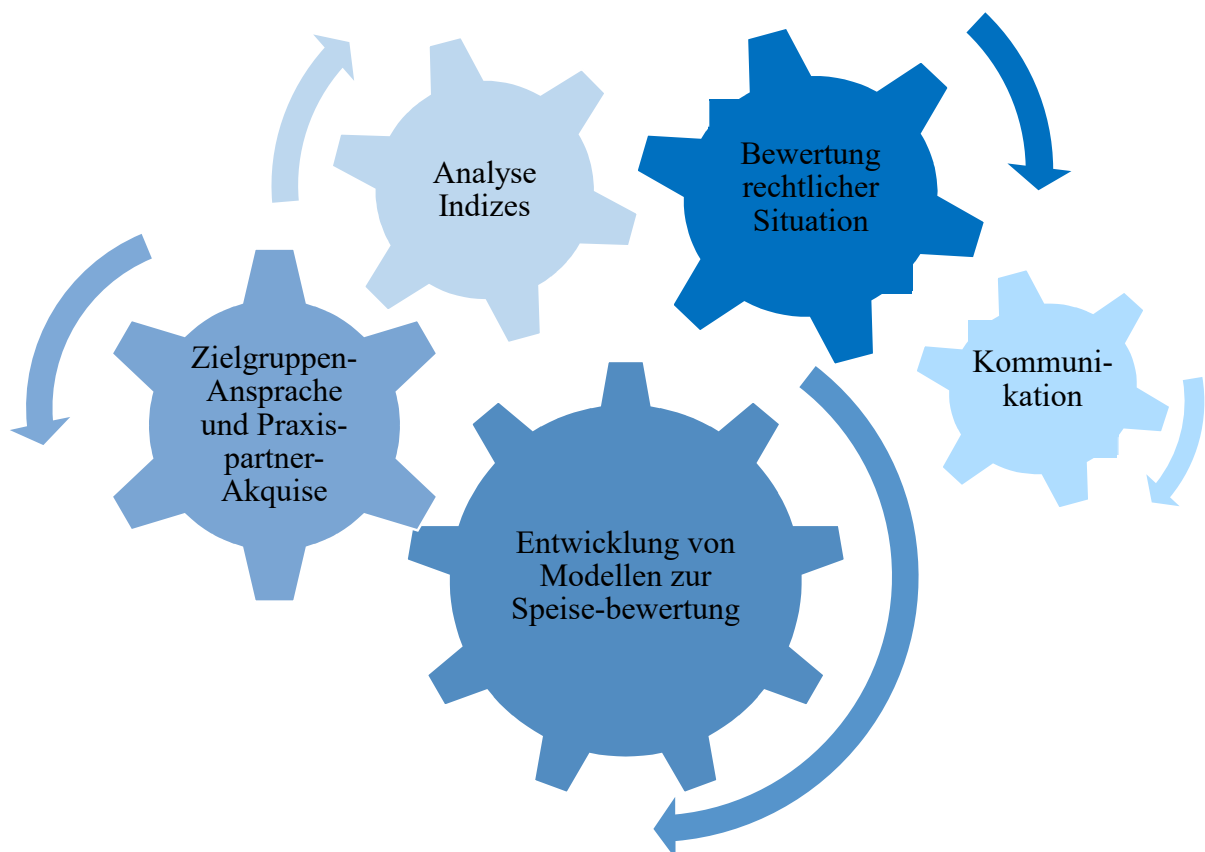 Analyse
Indizes
Bewertung
rechtlicher
Situation
Zielgruppen-
Ansprache
und Praxis-
partner-
Akquise
Kommuni-
kation
Entwicklung von
Modellen zur
Speise-bewertung